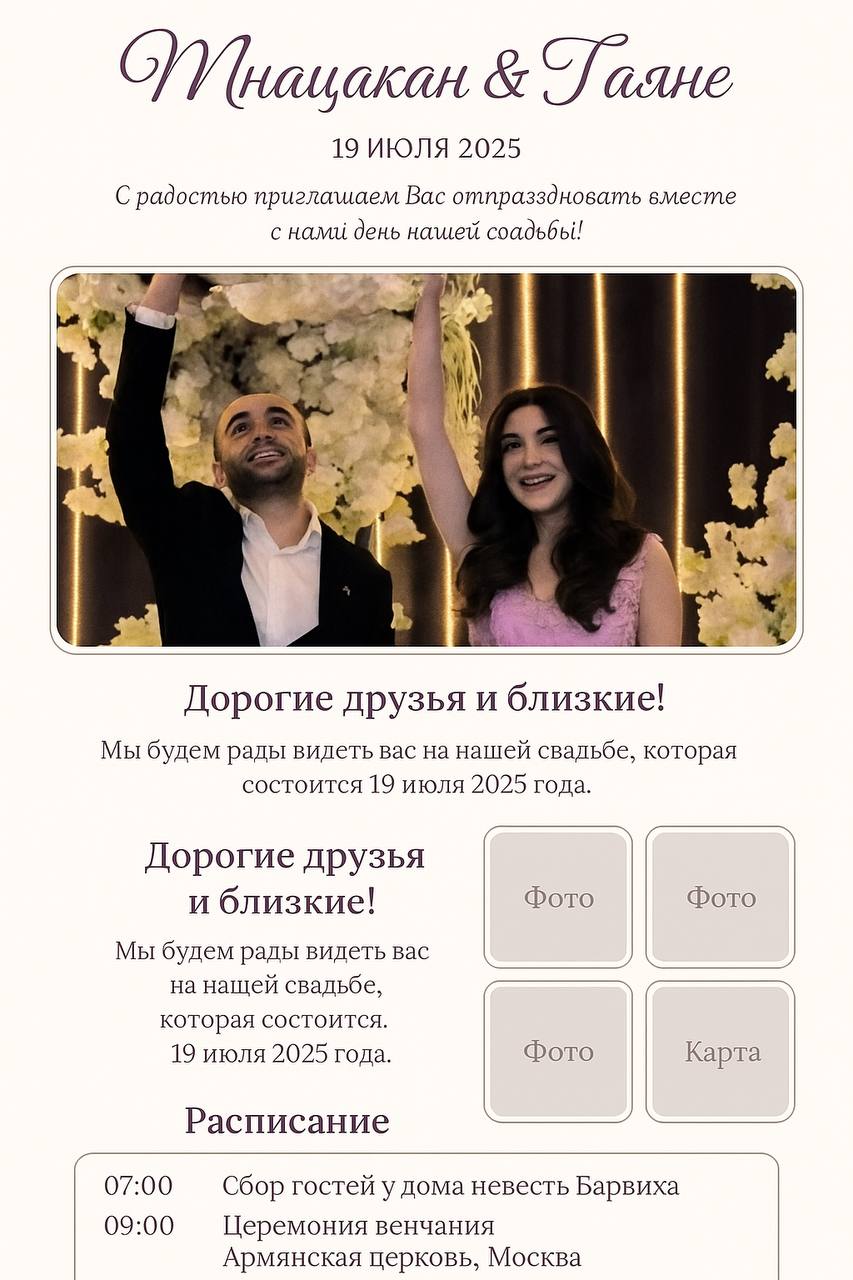 Мнацакан & Гаяне
19 ИЮЛЯ 2025
С радостью приглашаем Вас отпразздновать вместе
с нами день нашей соадьбы!
Дорогие друзья и близкие!
Мы будем рады видеть вас на нашей свадьбе, которая
состоится 19 июля 2025 года.
Дорогие друзья
и близкие!
Мы будем рады видеть вас
на нащей свадьбе,
которая состоится.
19 июля 2025 года.
Фото
Фото
Фото
Карта
Расписание
07:00 Сбор гостей у дома невесть Барвиха
09:00 Церемония венчания
Армянская церковь, Москва